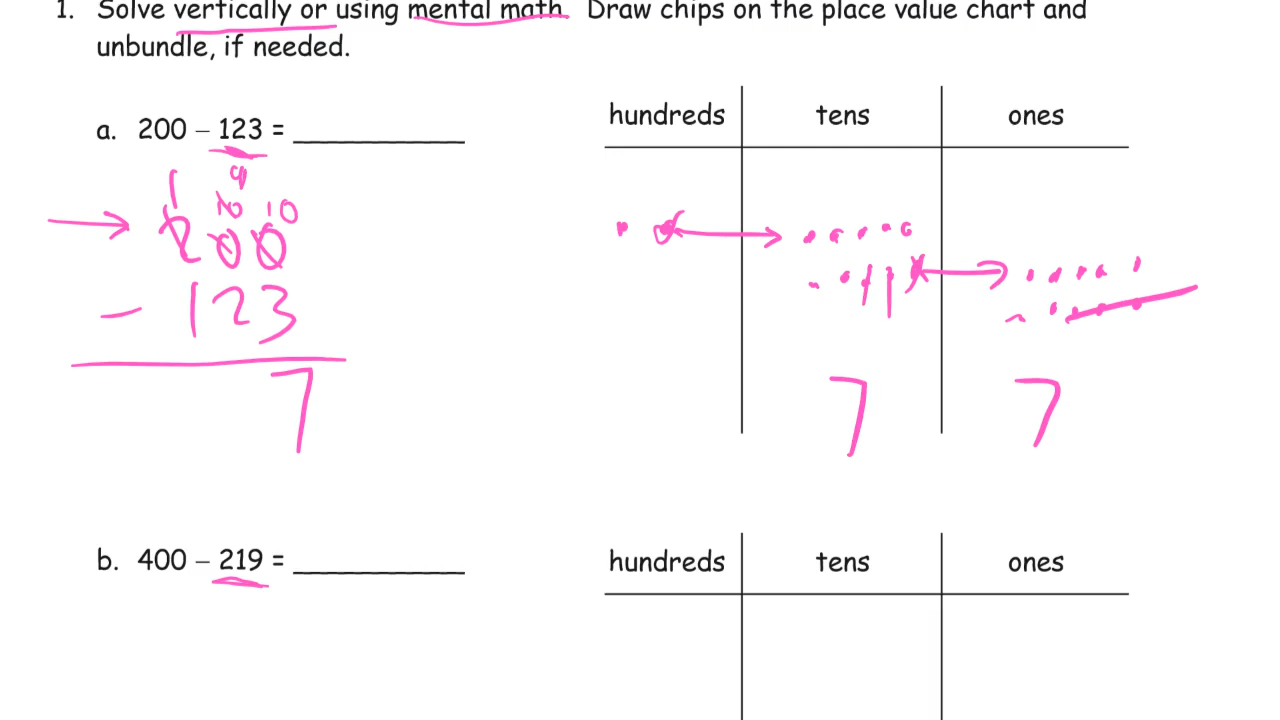 1. Solve vertically or using mental math. Draw chips on the place value chart and
unbundle, if needed.
a. 200 – 123 = ___________
hundreds tens ones
1 9
10 10
200
– 123
7
7 7
b. 400 – 219 = ___________
hundreds tens ones